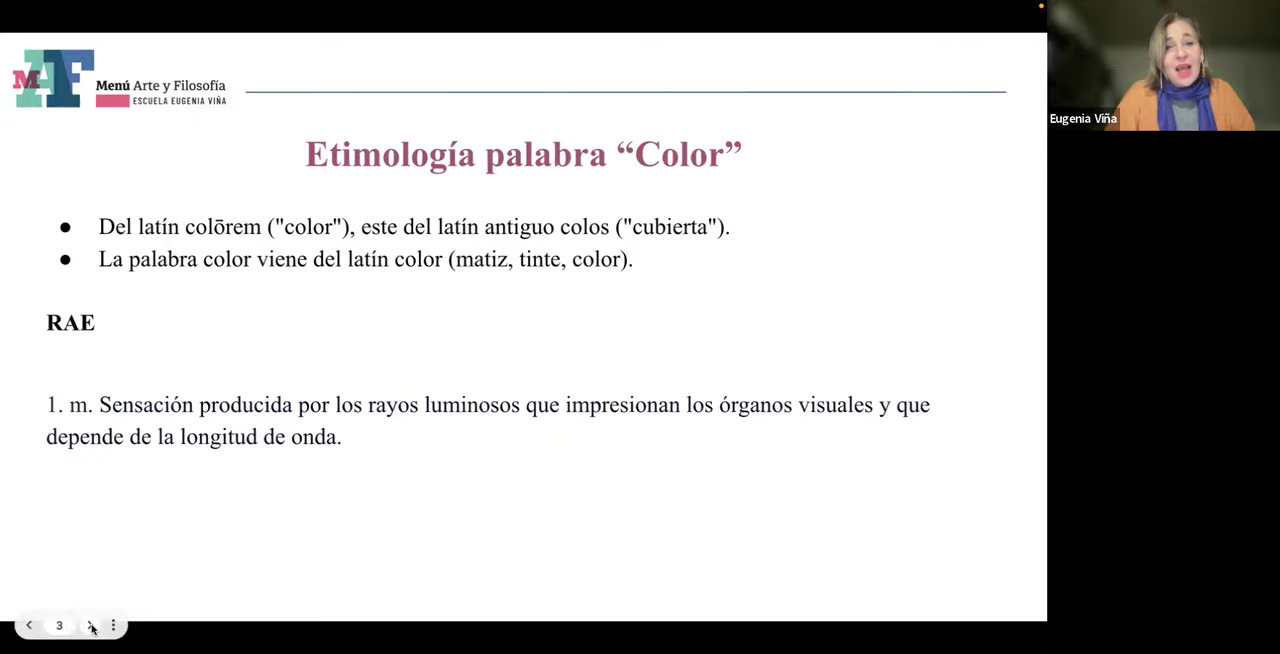 MAF
Menú Arte y Filosofía
ESCUELA EUGENIA VIÑA
Eugenia Viña
Etimología palabra “Color”
● Del latín colōrem ("color"), este del latín antiguo colos ("cubierta").
● La palabra color viene del latín color (matiz, tinte, color).
RAE
1. m. Sensación producida por los rayos luminosos que impresionan los órganos visuales y que
depende de la longitud de onda.
3